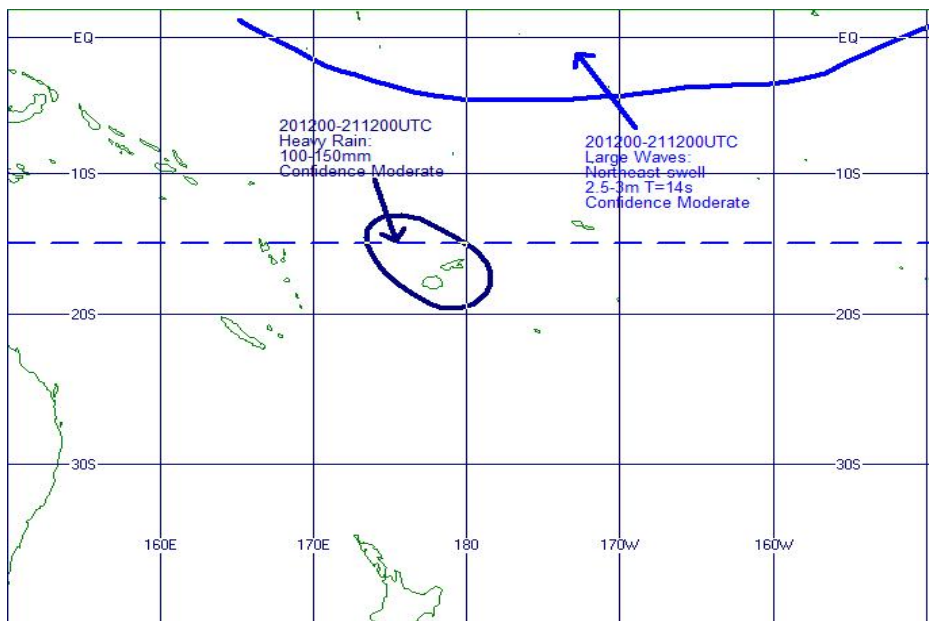 EQ
EQ
201200-211200UTC
Heavy Rain:
100-150mm
Confidence Moderate
201200-211200UTC
Large Waves:
Northeast swell
2.5-3m T=14s
Confidence Moderate
10S
10S
20S
20S
30S
30S
160E
170E
180
170W
160W